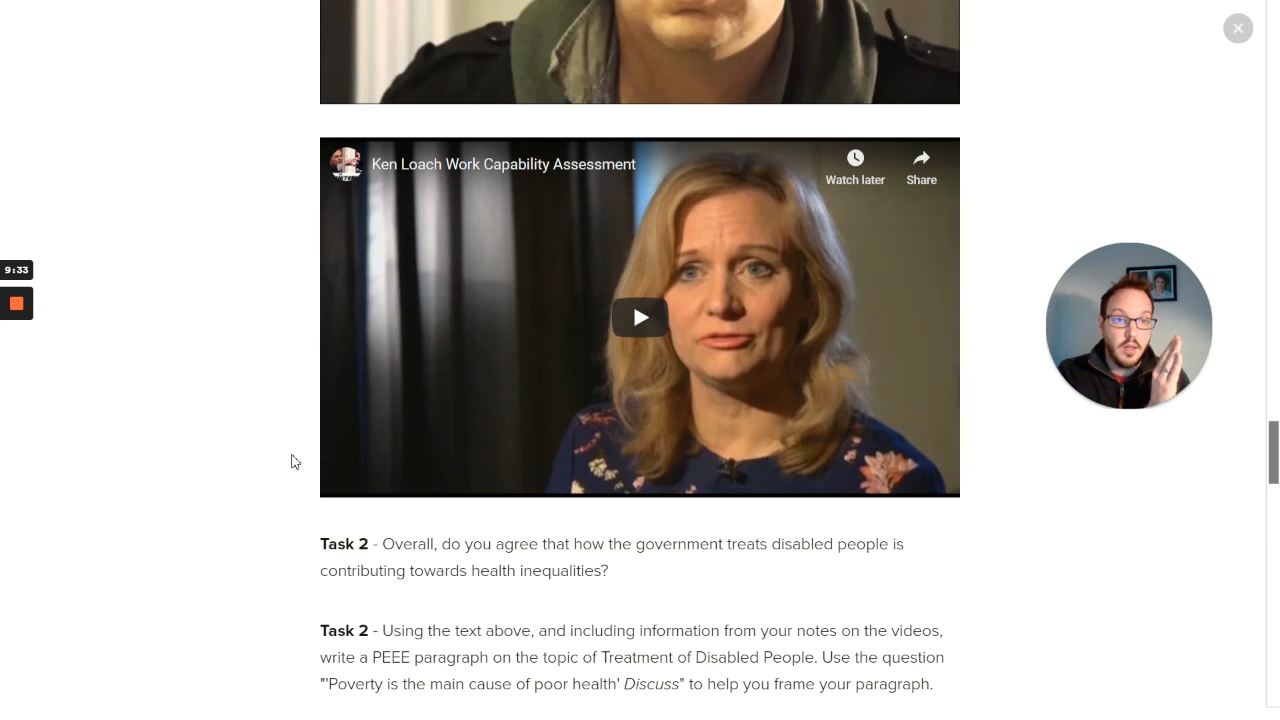 Ken Loach Work Capability Assessment
Watch later
Share
9:33
Task 2 - Overall, do you agree that how the government treats disabled people is
contributing towards health inequalities?
Task 2 - Using the text above, and including information from your notes on the videos,
write a PEEE paragraph on the topic of Treatment of Disabled People. Use the question
"'Poverty is the main cause of poor health' Discuss" to help you frame your paragraph.